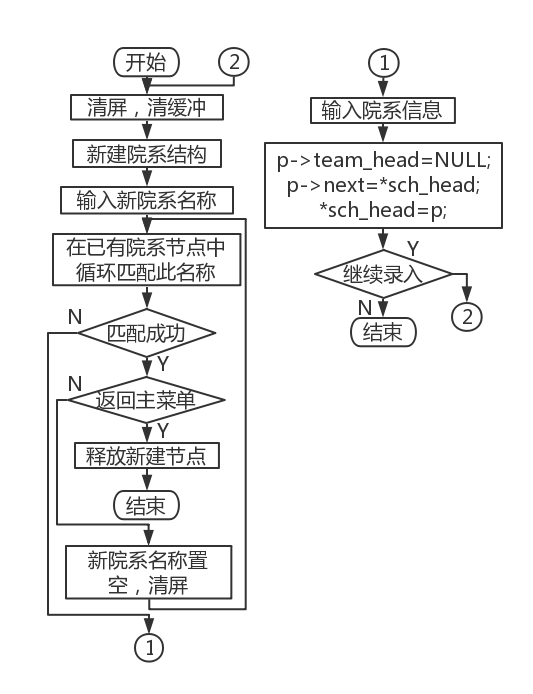 开始
2
清屏，清缓冲
新建院系结构
输入新院系名称
在已有院系节点中
循环匹配此名称
N
匹配成功
Y
N
返回主菜单
Y
释放新建节点
结束
新院系名称置
空，清屏
1
1
输入院系信息
p->team_head=NULL;
p->next=*sch_head;
*sch_head=p;
Y
继续录入
N
2
结束